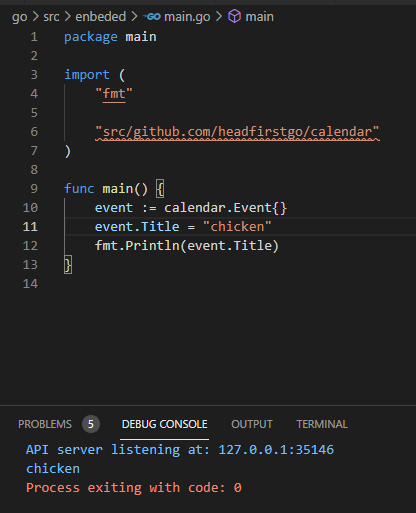 go > src > enbeded > main.go > main
1 package main
2
3 import (
4 "fmt"
5
6 "src/github.com/headfirstgo/calendar"
7 )
8
9 func main() {
10 event := calendar.Event{}
11 event.Title = "chicken"
12 fmt.Println(event.Title)
13 }
14
PROBLEMS 5 DEBUG CONSOLE OUTPUT TERMINAL
API server listening at: 127.0.0.1:35146
chicken
Process exiting with code: 0